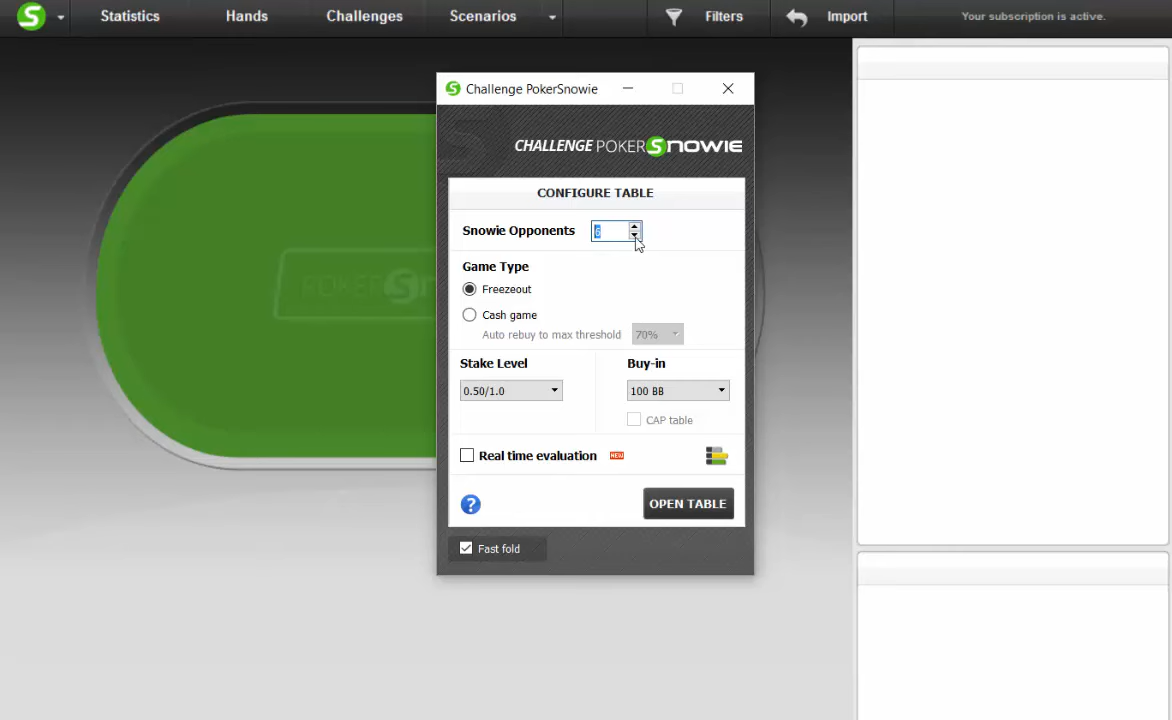 Statistics
Hands
Challenges
Scenarios
Filters
Import
Your subscription is active.
Challenge PokerSnowie
CHALLENGE POKERSNOWIE
CONFIGURE TABLE
Snowie Opponents 6
Game Type
Freezeout
Cash game
Auto rebuy to max threshold 70%
Stake Level
Buy-in
0.50/1.0
100 BB
CAP table
Real time evaluation NEW
? OPEN TABLE
Fast fold